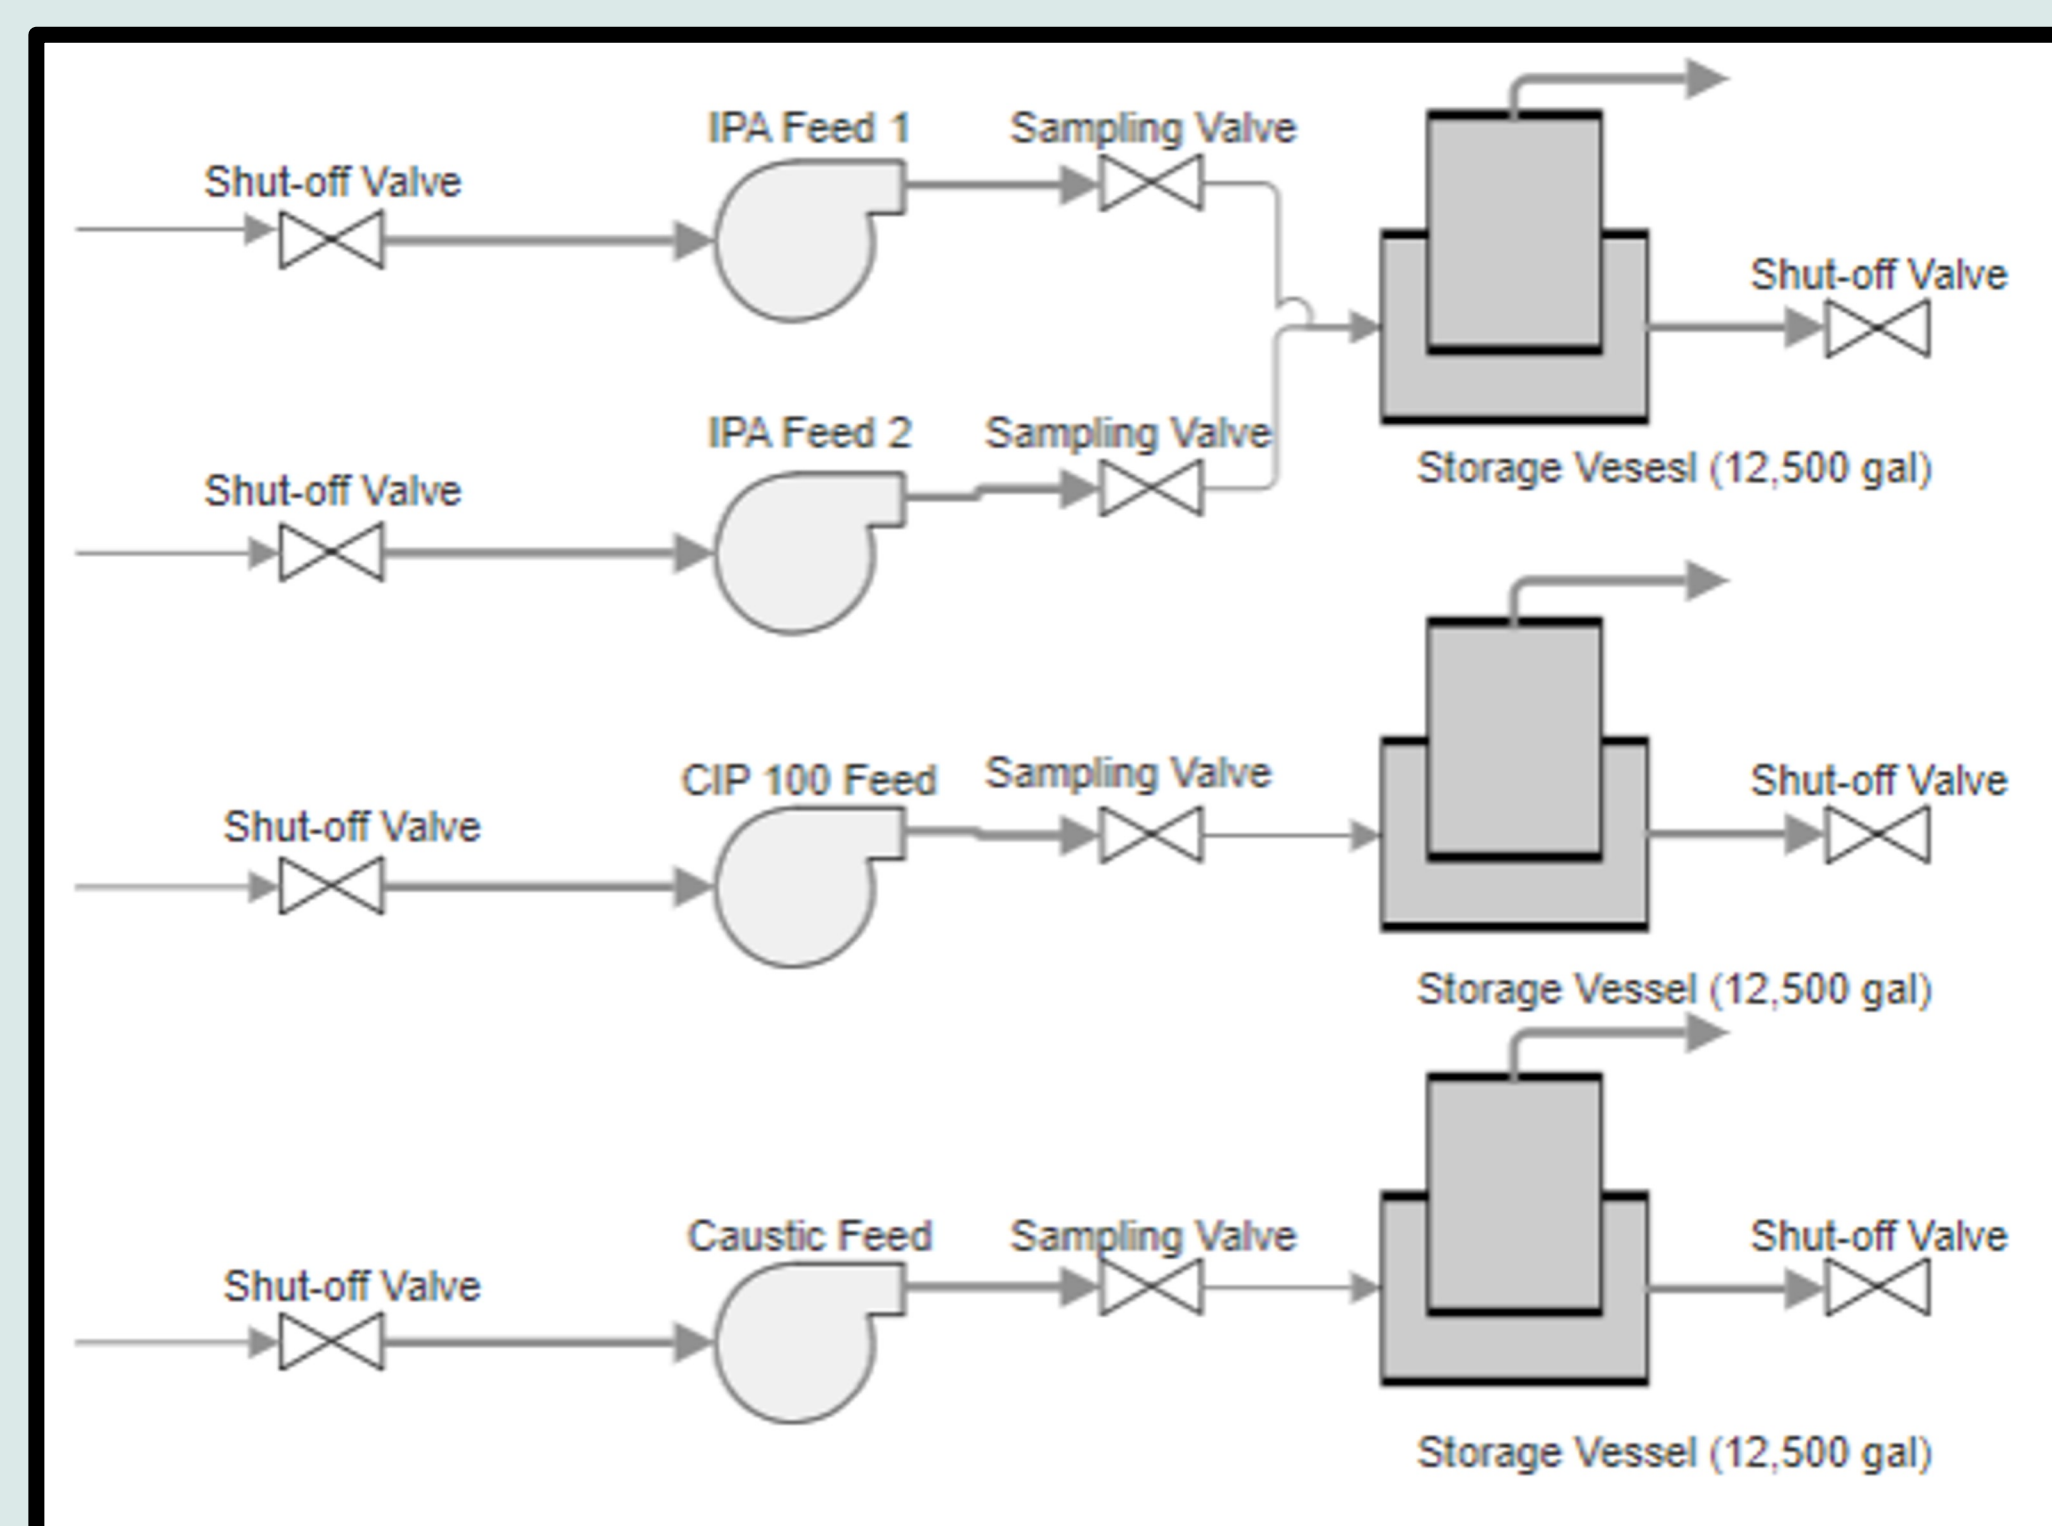 IPA Feed 1
Sampling Valve
Shut-off Valve
Shut-off Valve
IPA Feed 2
Sampling Valve
Storage Vesesl (12,500 gal)
Shut-off Valve
CIP 100 Feed
Sampling Valve
Shut-off Valve
Shut-off Valve
Storage Vessel (12,500 gal)
Caustic Feed
Sampling Valve
Shut-off Valve
Shut-off Valve
Storage Vessel (12,500 gal)